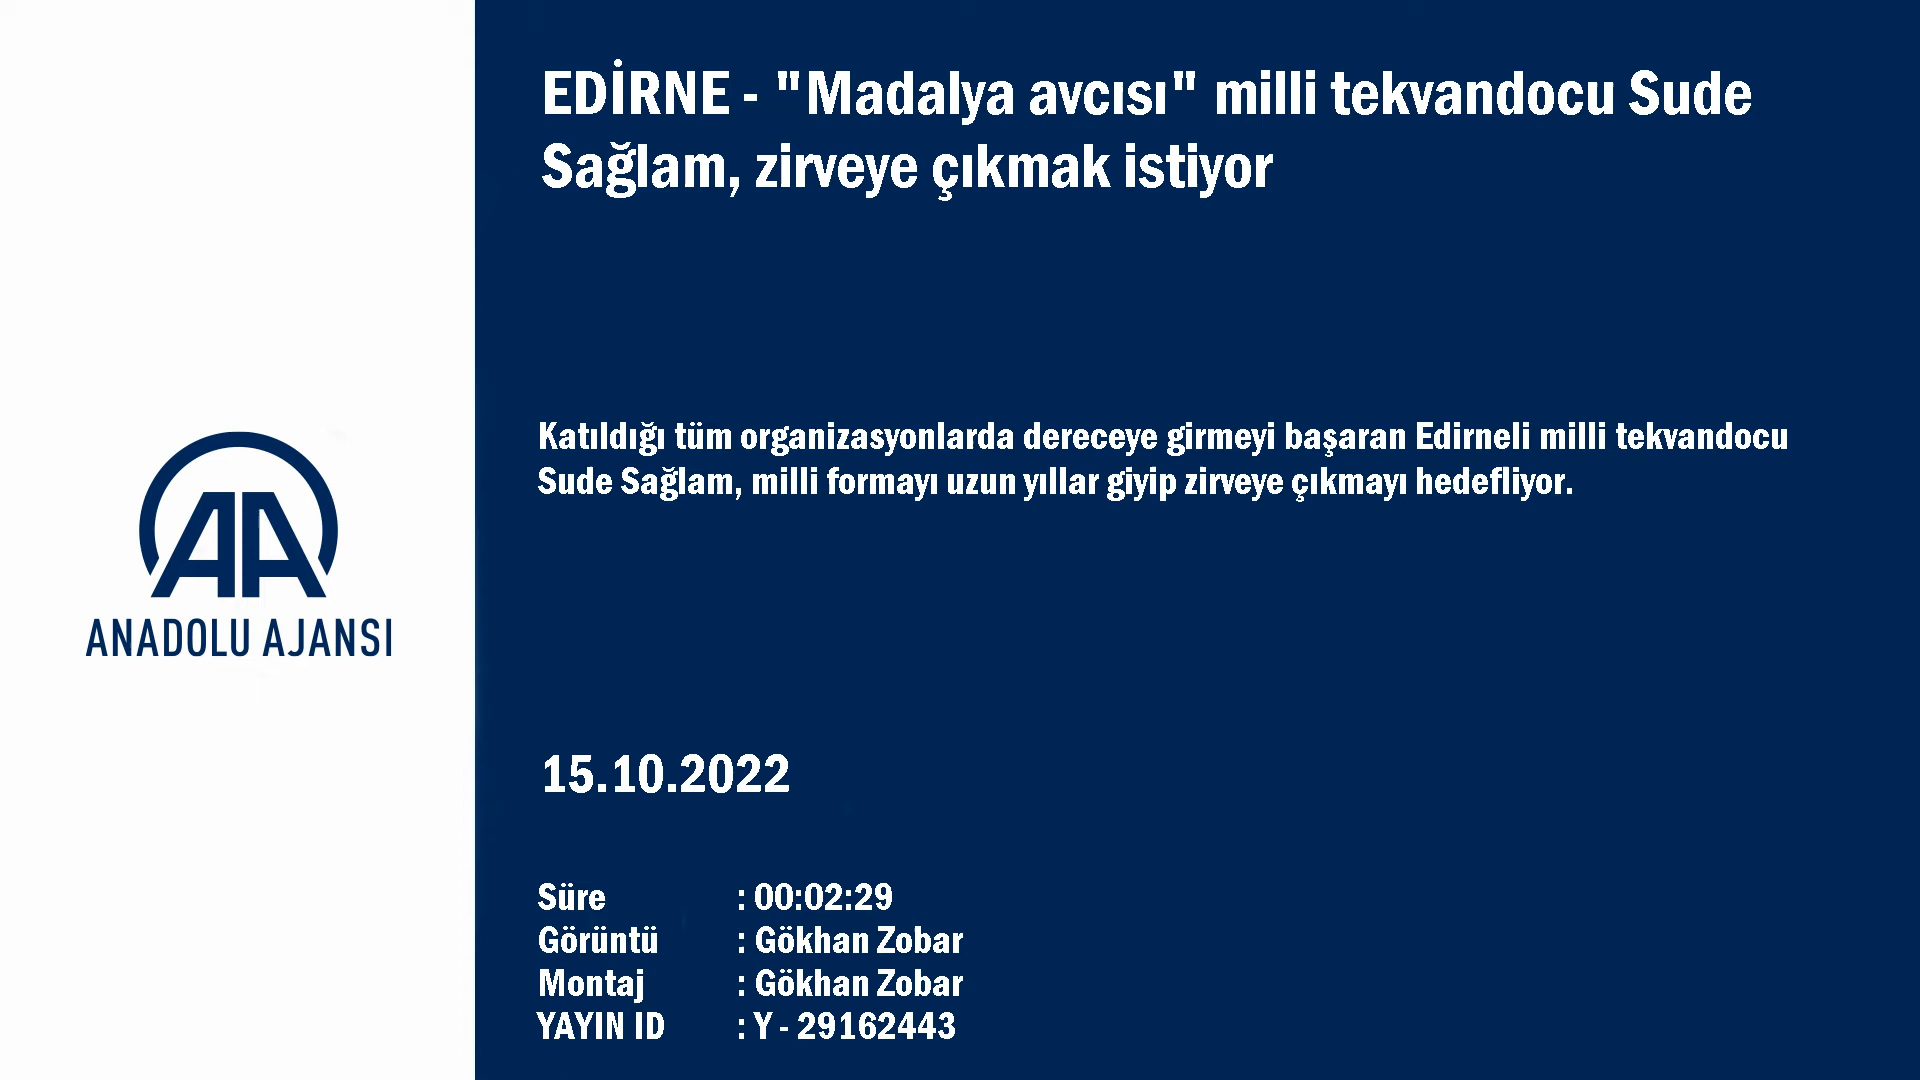 EDİRNE - "Madalya avcısı" milli tekvandocu Sude
Sağlam, zirveye çıkmak istiyor
Katıldığı tüm organizasyonlarda dereceye girmeyi başaran Edirneli milli tekvandocu
Sude Sağlam, milli formayı uzun yıllar giyip zirveye çıkmayı hedefliyor.
AA
ANADOLU AJANSI
15.10.2022
Süre : 00:02:29
Görüntü : Gökhan Zobar
Montaj : Gökhan Zobar
YAYIN ID : Y - 29162443